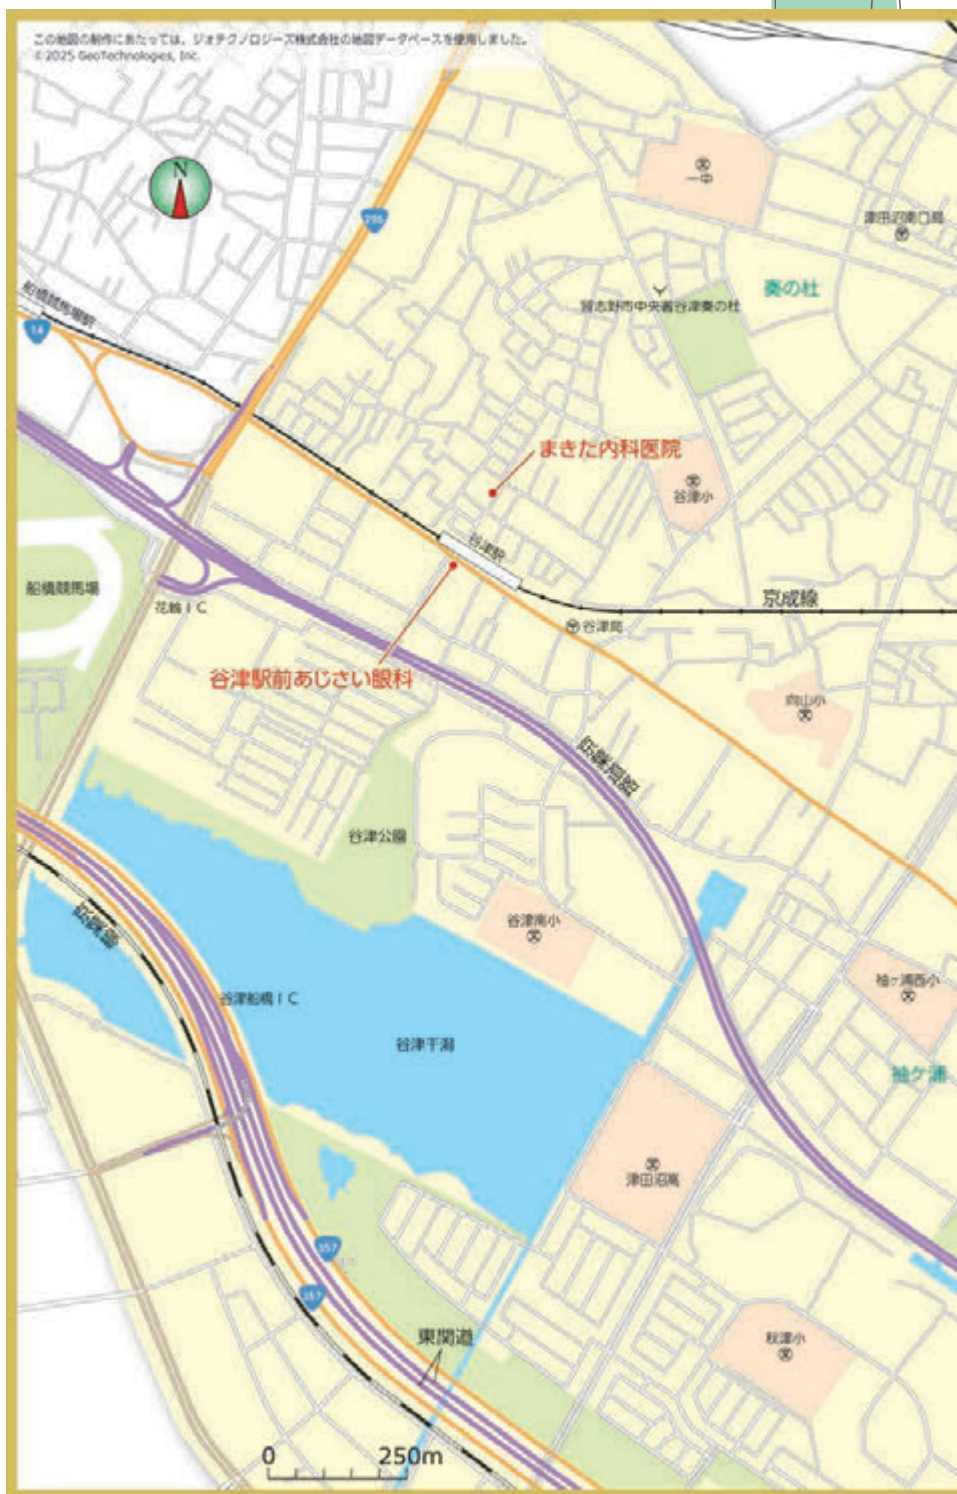 この地図の制作にあたっては、ジオテクノロジーズ株式会社の地図データベースを使用しました。
©2025 GeoTechnologies, Inc.
N
一中
津田沼南口局
296
奏の杜
習志野市中央署谷津奏の杜
船橋競馬場駅
14
まきた内科医院
谷津小
谷津駅
船橋競馬場
花輪IC
京成線
谷津局
谷津駅前あじさい眼科
向山小
京葉道路
谷津公園
谷津南小
京葉線
袖ヶ浦西小
谷津船橋IC
谷津干潟
袖ケ浦
津田沼高
357
357
秋津小
東関道
0 250m